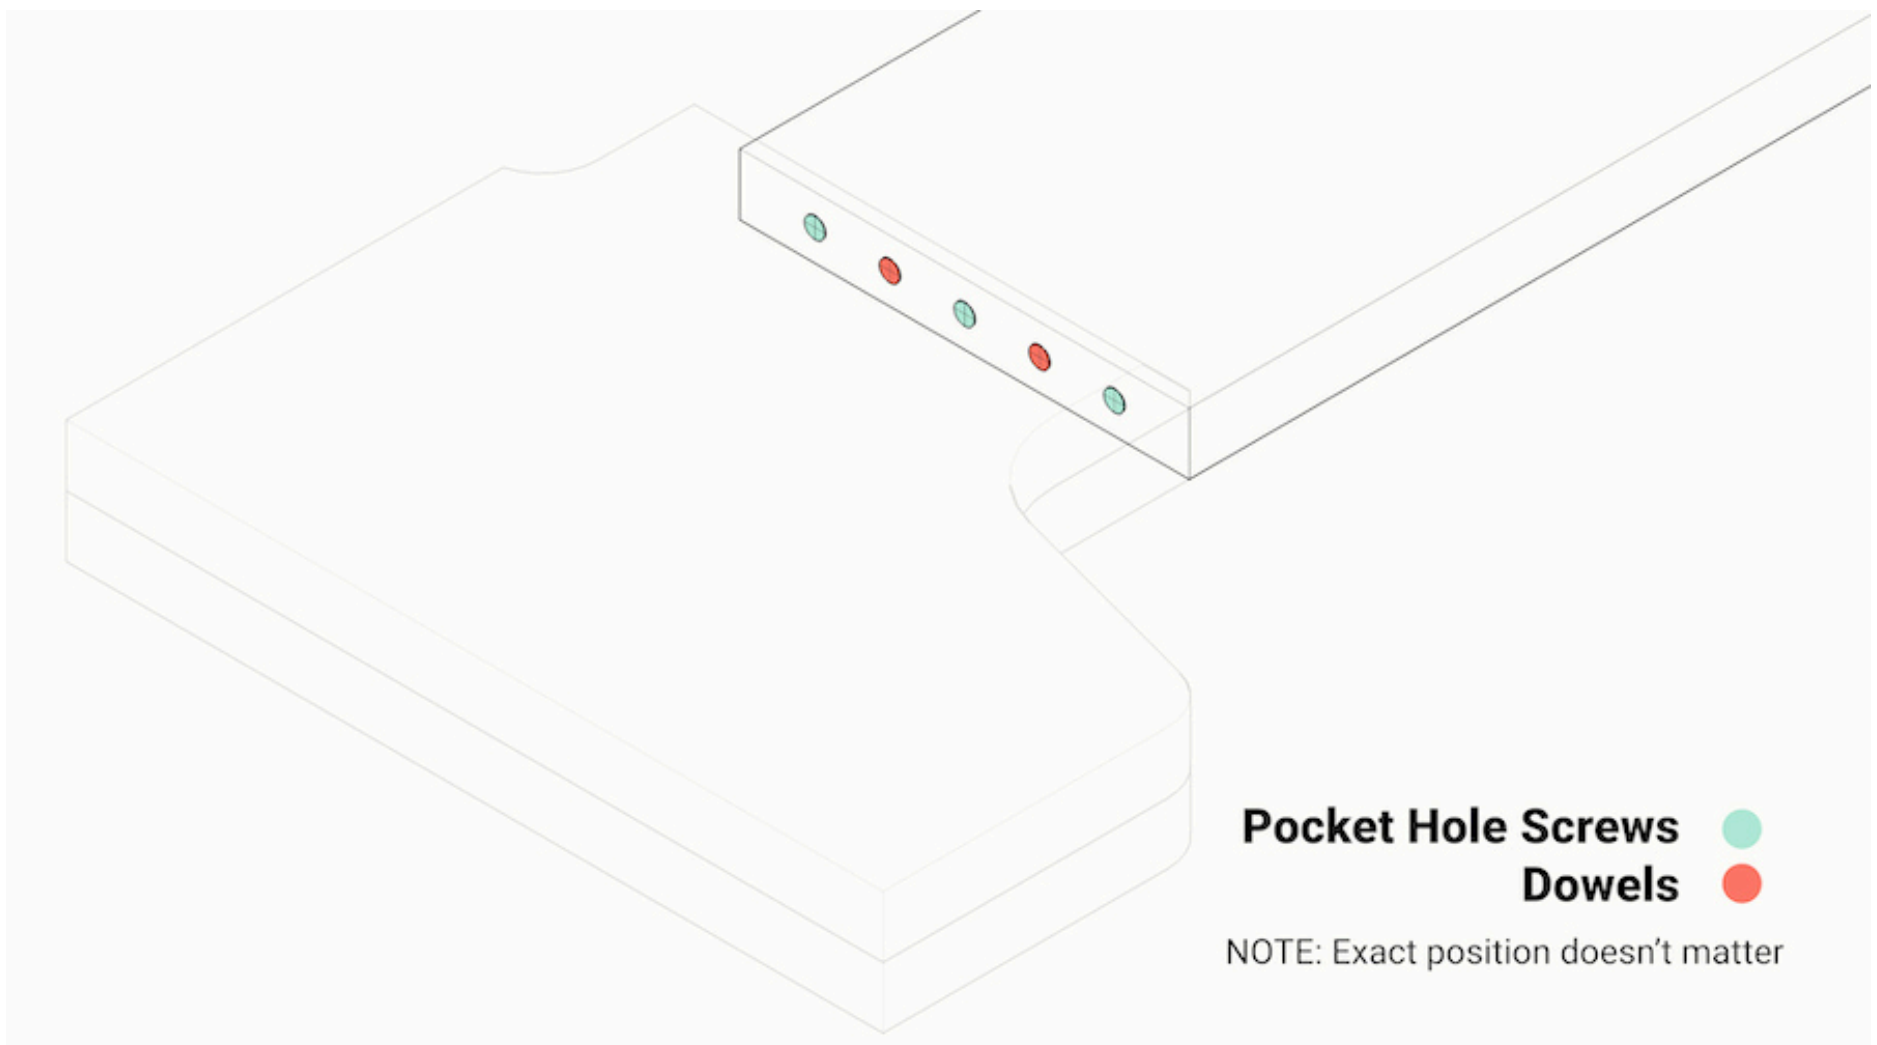 Pocket Hole Screws
Dowels
NOTE: Exact position doesn’t matter